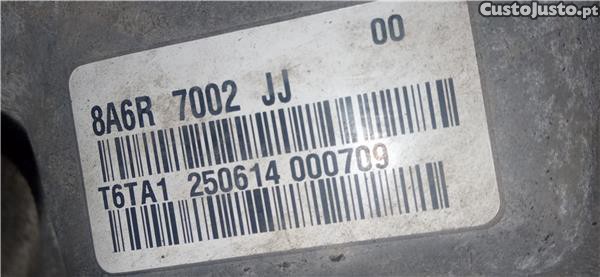 CustoJusto.pt
00
8A6R 7002 JJ
T6TA1 250614 000709